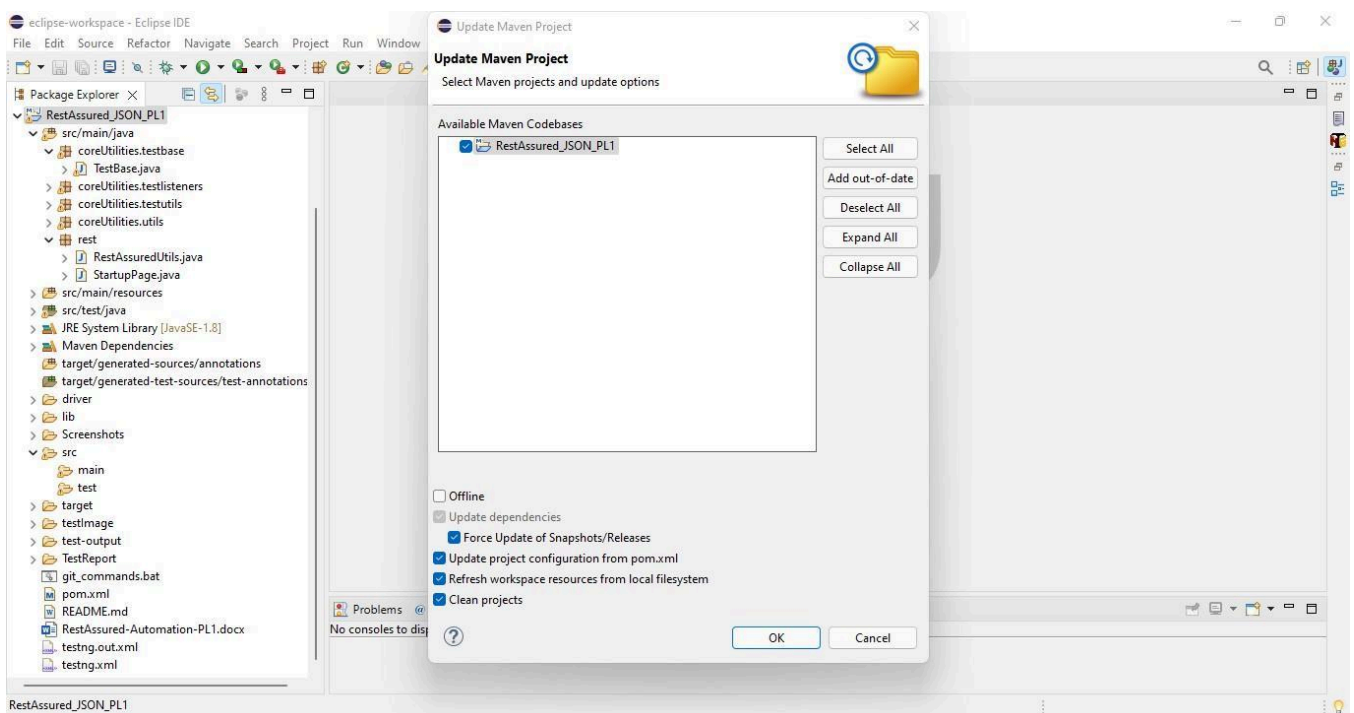 eclipse-workspace - Eclipse IDE
File Edit Source Refactor Navigate Search Project Run Window
Package Explorer
RestAssured_JSON_PL1
src/main/java
coreUtilities.testbase
TestBase.java
coreUtilities.testlisteners
coreUtilities.testutils
coreUtilities.utils
rest
RestAssuredUtils.java
StartupPage.java
src/main/resources
src/test/java
JRE System Library [JavaSE-1.8]
Maven Dependencies
target/generated-sources/annotations
target/generated-test-sources/test-annotations
driver
lib
Screenshots
src
main
test
target
testImage
test-output
TestReport
git_commands.bat
pom.xml
README.md
RestAssured-Automation-PL1.docx
testng.out.xml
testng.xml
RestAssured_JSON_PL1
Problems @
No consoles to disp
Update Maven Project
Update Maven Project
Select Maven projects and update options
Available Maven Codebases
RestAssured_JSON_PL1
Select All
Add out-of-date
Deselect All
Expand All
Collapse All
Offline
Update dependencies
Force Update of Snapshots/Releases
Update project configuration from pom.xml
Refresh workspace resources from local filesystem
Clean projects
OK Cancel